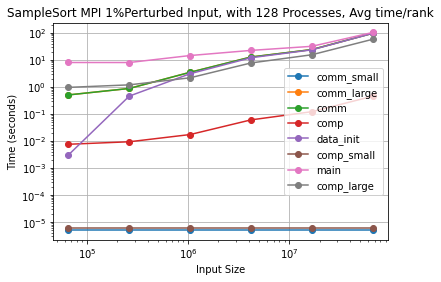 SampleSort MPI 1%Perturbed Input, with 128 Processes, Avg time/rank
Time (seconds)
10²
10¹
10⁰
10⁻¹
10⁻²
10⁻³
10⁻⁴
10⁻⁵
comm_small
comm_large
comm
comp
data_init
comp_small
main
comp_large
10⁵
10⁶
10⁷
Input Size